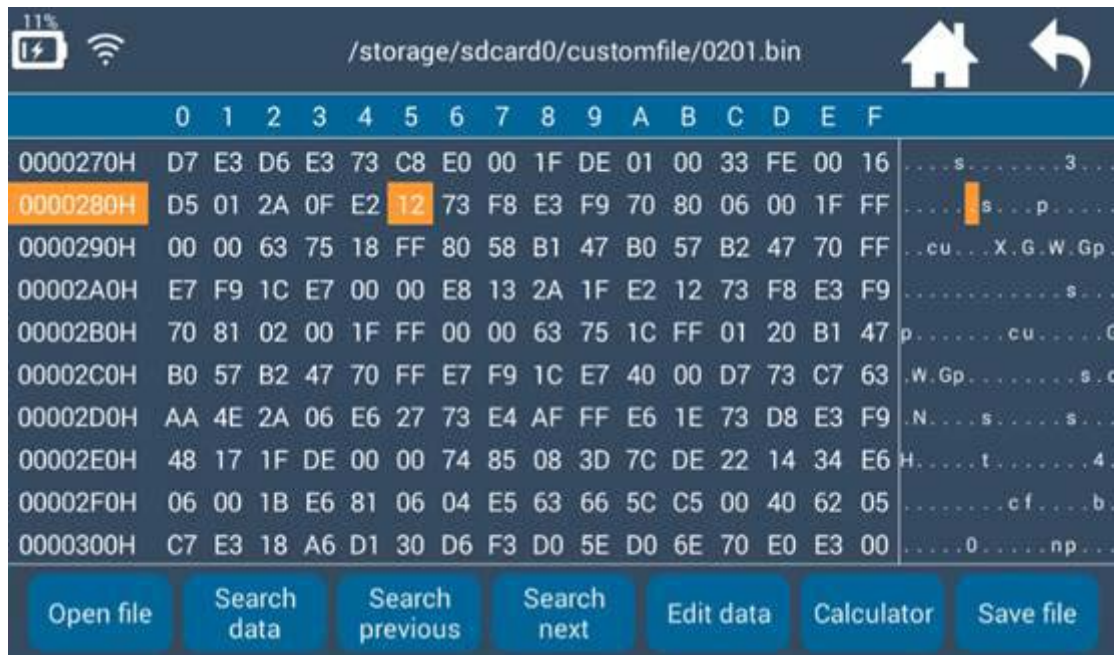 11%
/storage/sdcard0/customfile/0201.bin
0 1 2 3 4 5 6 7 8 9 A B C D E F
0000270H D7 E3 D6 E3 73 C8 E0 00 1F DE 01 00 33 FE 00 16 ....s.......3...
0000280H D5 01 2A 0F E2 12 73 F8 E3 F9 70 80 06 00 1F FF ......s...p.....
0000290H 00 00 63 75 18 FF 80 58 B1 47 B0 57 B2 47 70 FF ..cu...X.G.W.Gp.
00002A0H E7 F9 1C E7 00 00 E8 13 2A 1F E2 12 73 F8 E3 F9 ............s...
00002B0H 70 81 02 00 1F FF 00 00 63 75 1C FF 01 20 B1 47 p.......cu.....G
00002C0H B0 57 B2 47 70 FF E7 F9 1C E7 40 00 D7 73 C7 63 .W.Gp........s.c
00002D0H AA 4E 2A 06 E6 27 73 E4 AF FF E6 1E 73 D8 E3 F9 .N....s.....s...
00002E0H 48 17 1F DE 00 00 74 85 08 3D 7C DE 22 14 34 E6 H.....t.......4.
00002F0H 06 00 1B E6 81 06 04 E5 63 66 5C C5 00 40 62 05 ........cf....b.
0000300H C7 E3 18 A6 D1 30 D6 F3 D0 5E D0 6E 70 E0 E3 00 .....0.....np...
Open file
Search data
Search previous
Search next
Edit data
Calculator
Save file